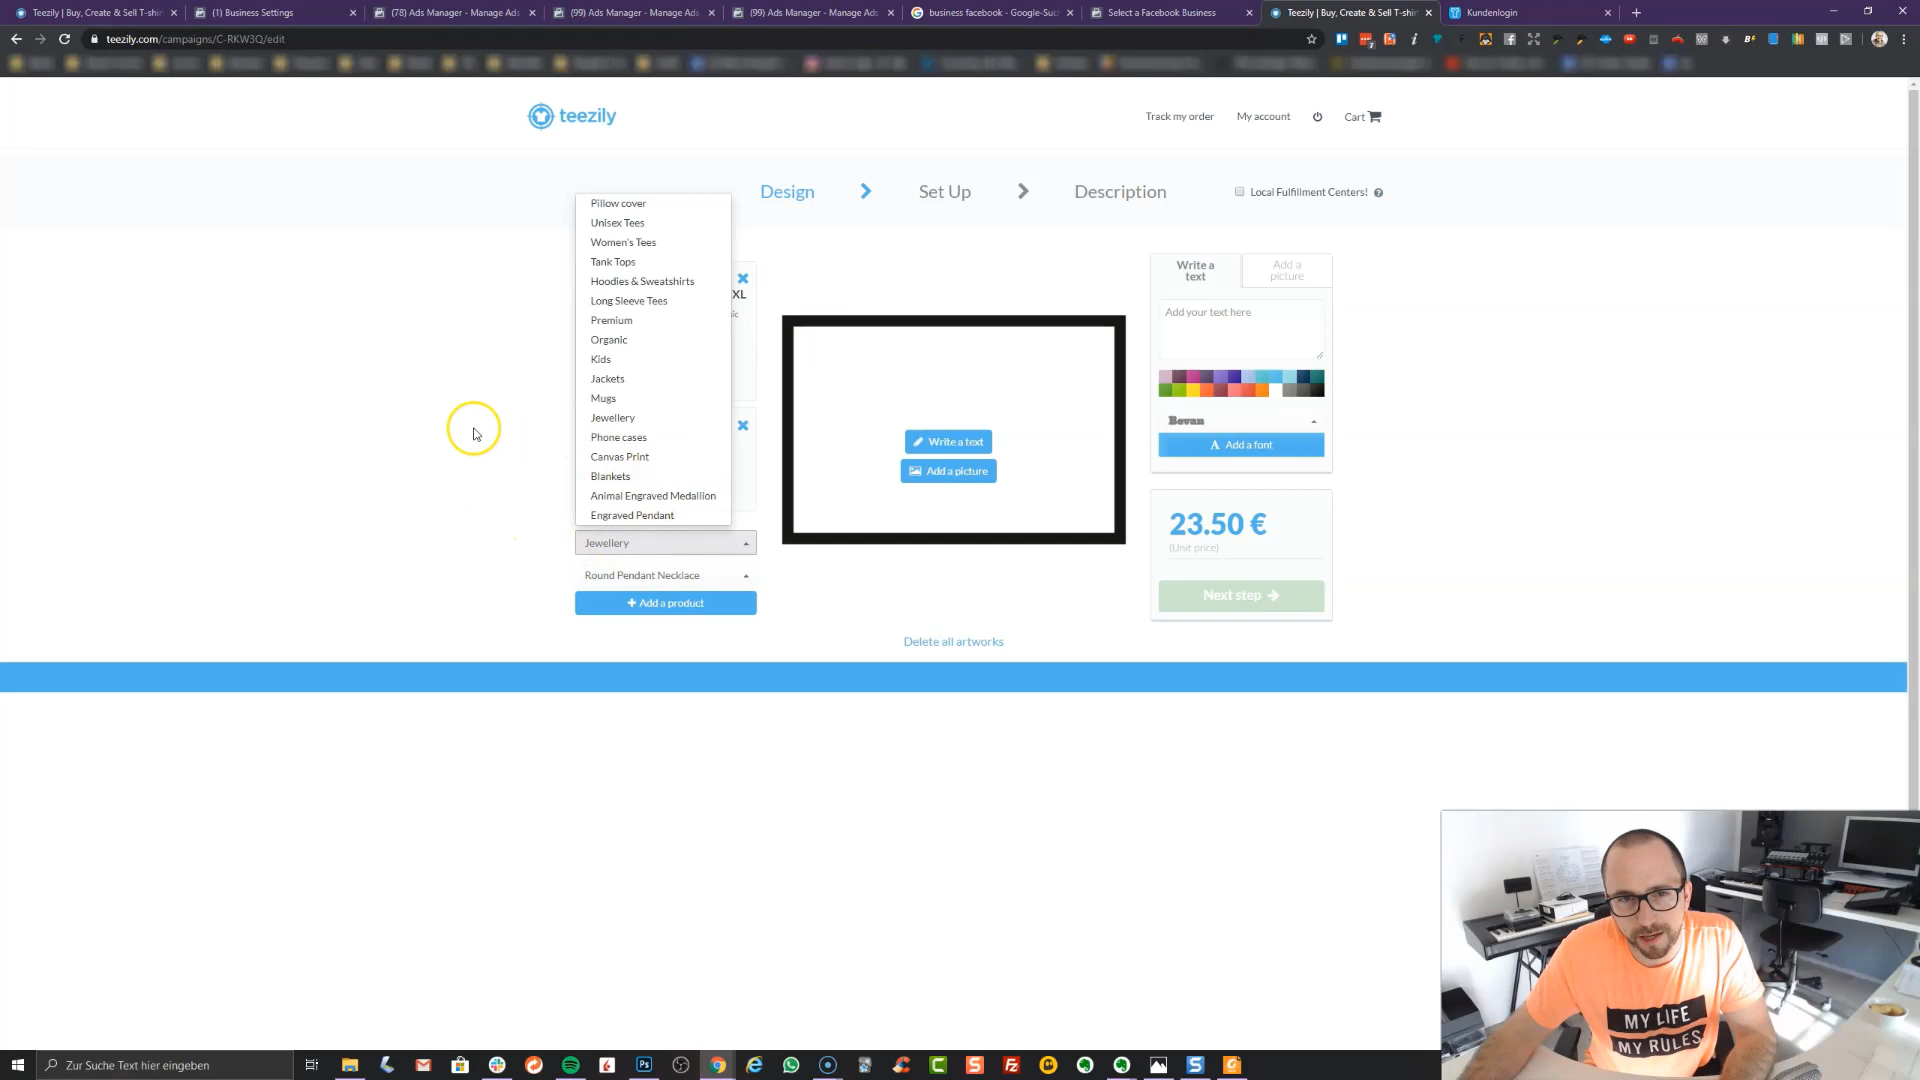 Teezily | Buy, Create & Sell T-shir
(1) Business Settings
(78) Ads Manager - Manage Ads
(99) Ads Manager - Manage Ads
(99) Ads Manager - Manage Ads
business facebook - Google-Suc
Select a Facebook Business
Teezily | Buy, Create & Sell T-shir
Kundenlogin
teezily.com/campaigns/C-RKW3Q/edit
teezily
Track my order
My account
Cart
Design
Set Up
Description
Local Fulfillment Centers!
Pillow cover
Unisex Tees
Women's Tees
Tank Tops
Hoodies & Sweatshirts
Long Sleeve Tees
Premium
Organic
Kids
Jackets
Mugs
Jewellery
Phone cases
Canvas Print
Blankets
Animal Engraved Medallion
Engraved Pendant
XL
sic
Jewellery
Round Pendant Necklace
Add a product
Write a text
Add a picture
Delete all artworks
Write a
text
Add a
picture
Add your text here
Bevan
A Add a font
23.50 €
(Unit price)
Next step
MY LIFE
MY RULES
Zur Suche Text hier eingeben